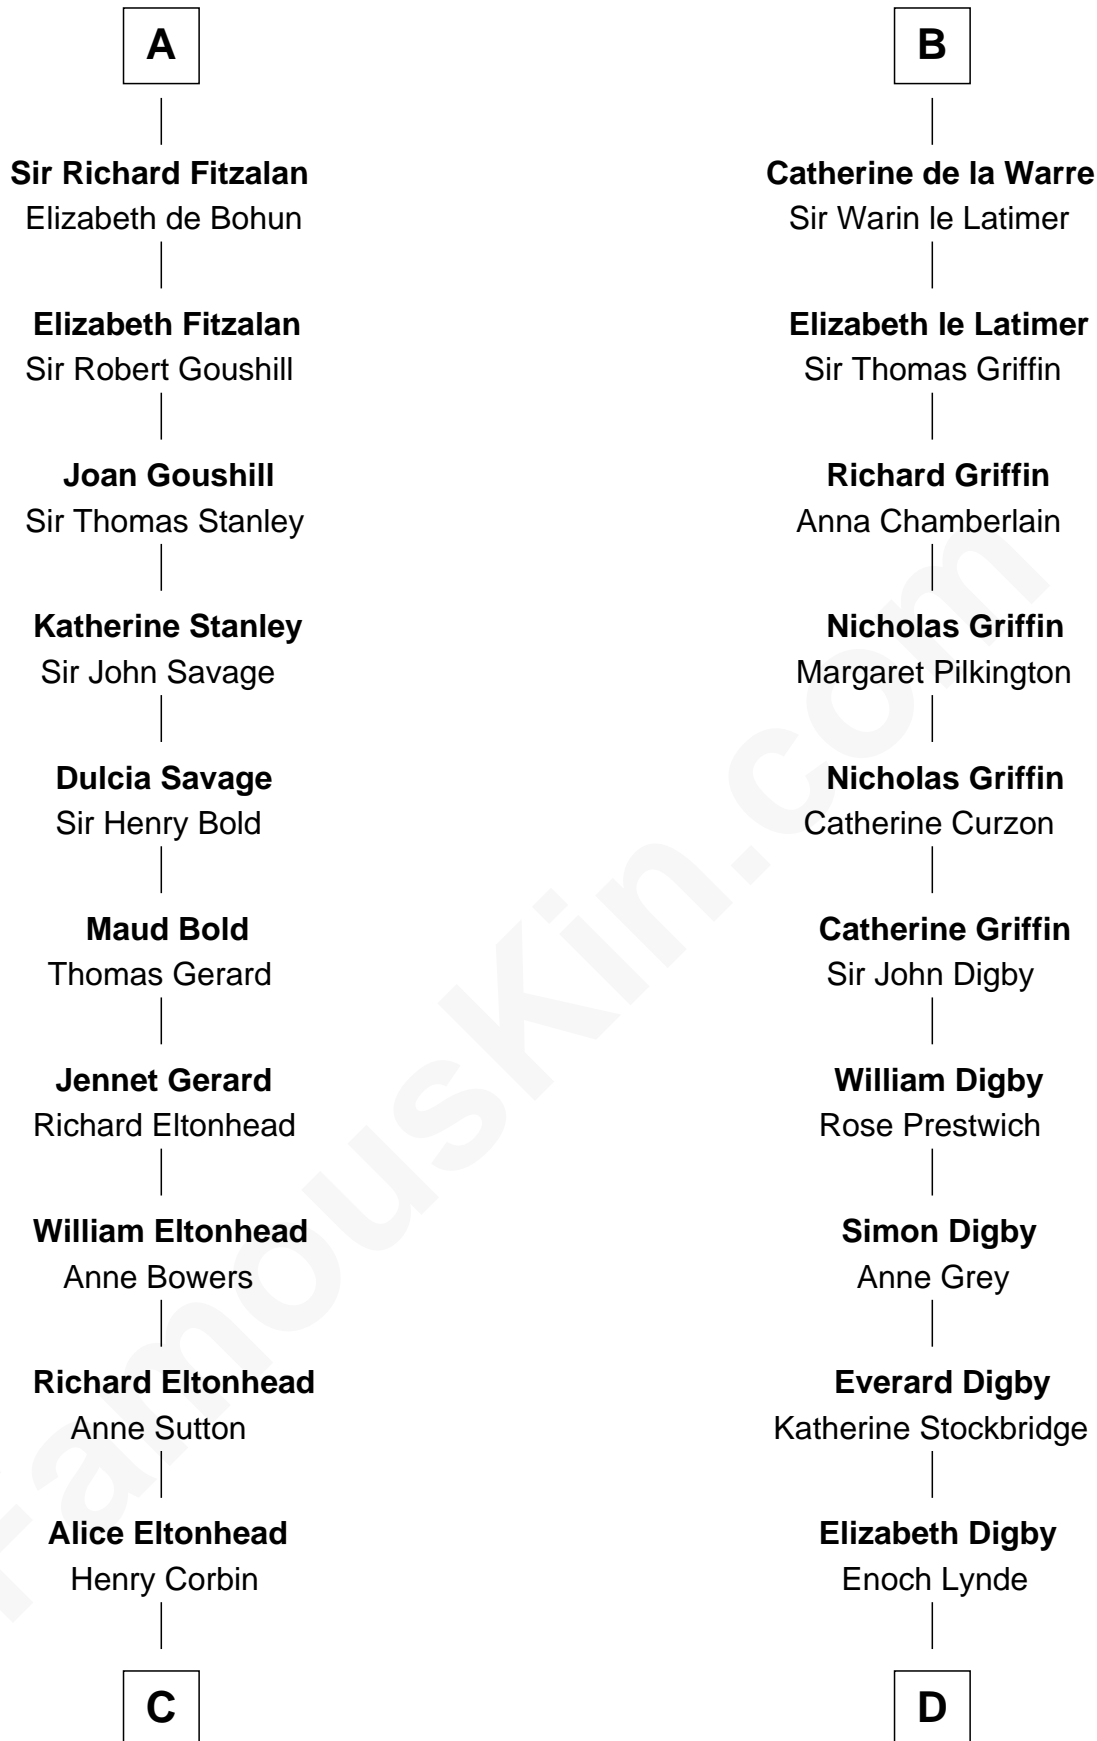 A
Sir Richard Fitzalan
Elizabeth de Bohun
Elizabeth Fitzalan
Sir Robert Goushill
Joan Goushill
Sir Thomas Stanley
Katherine Stanley
Sir John Savage
Dulcia Savage
Sir Henry Bold
Maud Bold
Thomas Gerard
Jennet Gerard
Richard Eltonhead
William Eltonhead
Anne Bowers
Richard Eltonhead
Anne Sutton
Alice Eltonhead
Henry Corbin
C
B
Catherine de la Warre
Sir Warin le Latimer
Elizabeth le Latimer
Sir Thomas Griffin
Richard Griffin
Anna Chamberlain
Nicholas Griffin
Margaret Pilkington
Nicholas Griffin
Catherine Curzon
Catherine Griffin
Sir John Digby
William Digby
Rose Prestwich
Simon Digby
Anne Grey
Everard Digby
Katherine Stockbridge
Elizabeth Digby
Enoch Lynde
D
FamousKin.com